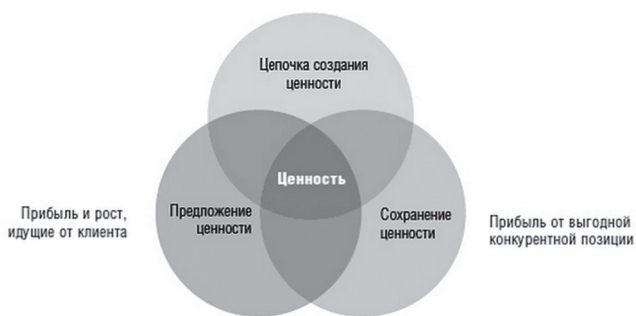 Цепочка создания
ценности
Ценность
Прибыль и рост,
идущие от клиента
Предложение
ценности
Сохранение
ценности
Прибыль от выгодной
конкурентной позиции